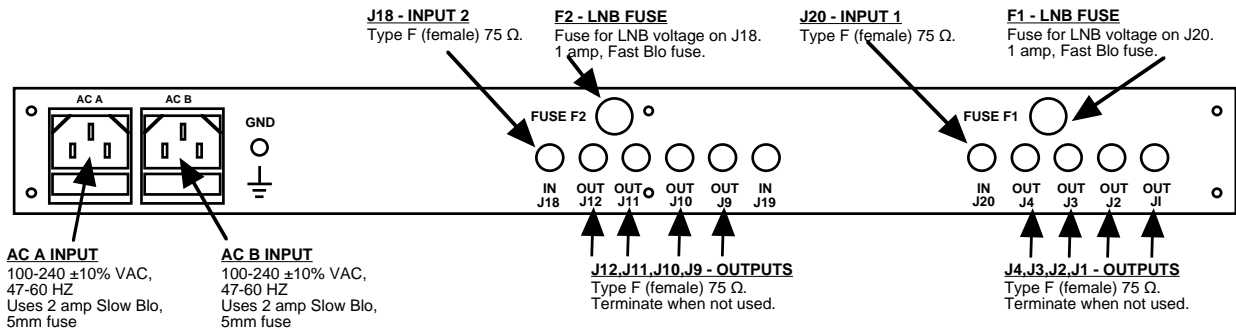 J18 - INPUT 2
Type F (female) 75 Ω.
F2 - LNB FUSE
Fuse for LNB voltage on J18.
1 amp, Fast Blo fuse.
J20 - INPUT 1
Type F (female) 75 Ω.
F1 - LNB FUSE
Fuse for LNB voltage on J20.
1 amp, Fast Blo fuse.
AC A
AC B
GND
FUSE F2
FUSE F1
IN
J18
OUT
J12
OUT
J11
OUT
J10
OUT
J9
IN
J19
IN
J20
OUT
J4
OUT
J3
OUT
J2
OUT
J1
AC A INPUT
100-240 ±10% VAC,
47-60 HZ
Uses 2 amp Slow Blo,
5mm fuse
AC B INPUT
100-240 ±10% VAC,
47-60 HZ
Uses 2 amp Slow Blo,
5mm fuse
J12,J11,J10,J9 - OUTPUTS
Type F (female) 75 Ω.
Terminate when not used.
J4,J3,J2,J1 - OUTPUTS
Type F (female) 75 Ω.
Terminate when not used.